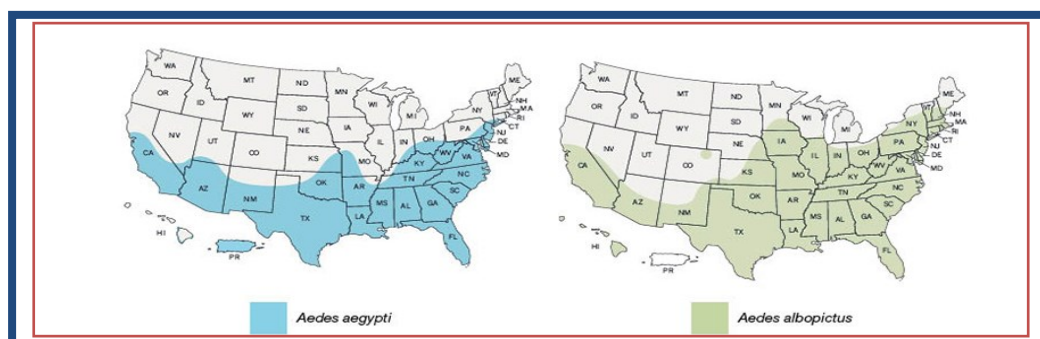 WA
MT
ND
MN
ME
OR
ID
SD
WI
MI
NY
VT
NH
MA
RI
CT
NJ
DE
MD
WY
NV
UT
CO
NE
IA
IL
IN
OH
PA
CA
AZ
NM
KS
MO
KY
WV
VA
OK
AR
TN
NC
TX
LA
MS
AL
GA
SC
FL
HI
PR
Aedes aegypti
WA
MT
ND
MN
ME
OR
ID
SD
WI
MI
NY
VT
NH
MA
RI
CT
NJ
DE
MD
WY
NV
UT
CO
NE
IA
IL
IN
OH
PA
CA
AZ
NM
KS
MO
KY
WV
VA
OK
AR
TN
NC
TX
LA
MS
AL
GA
SC
FL
HI
PR
Aedes albopictus